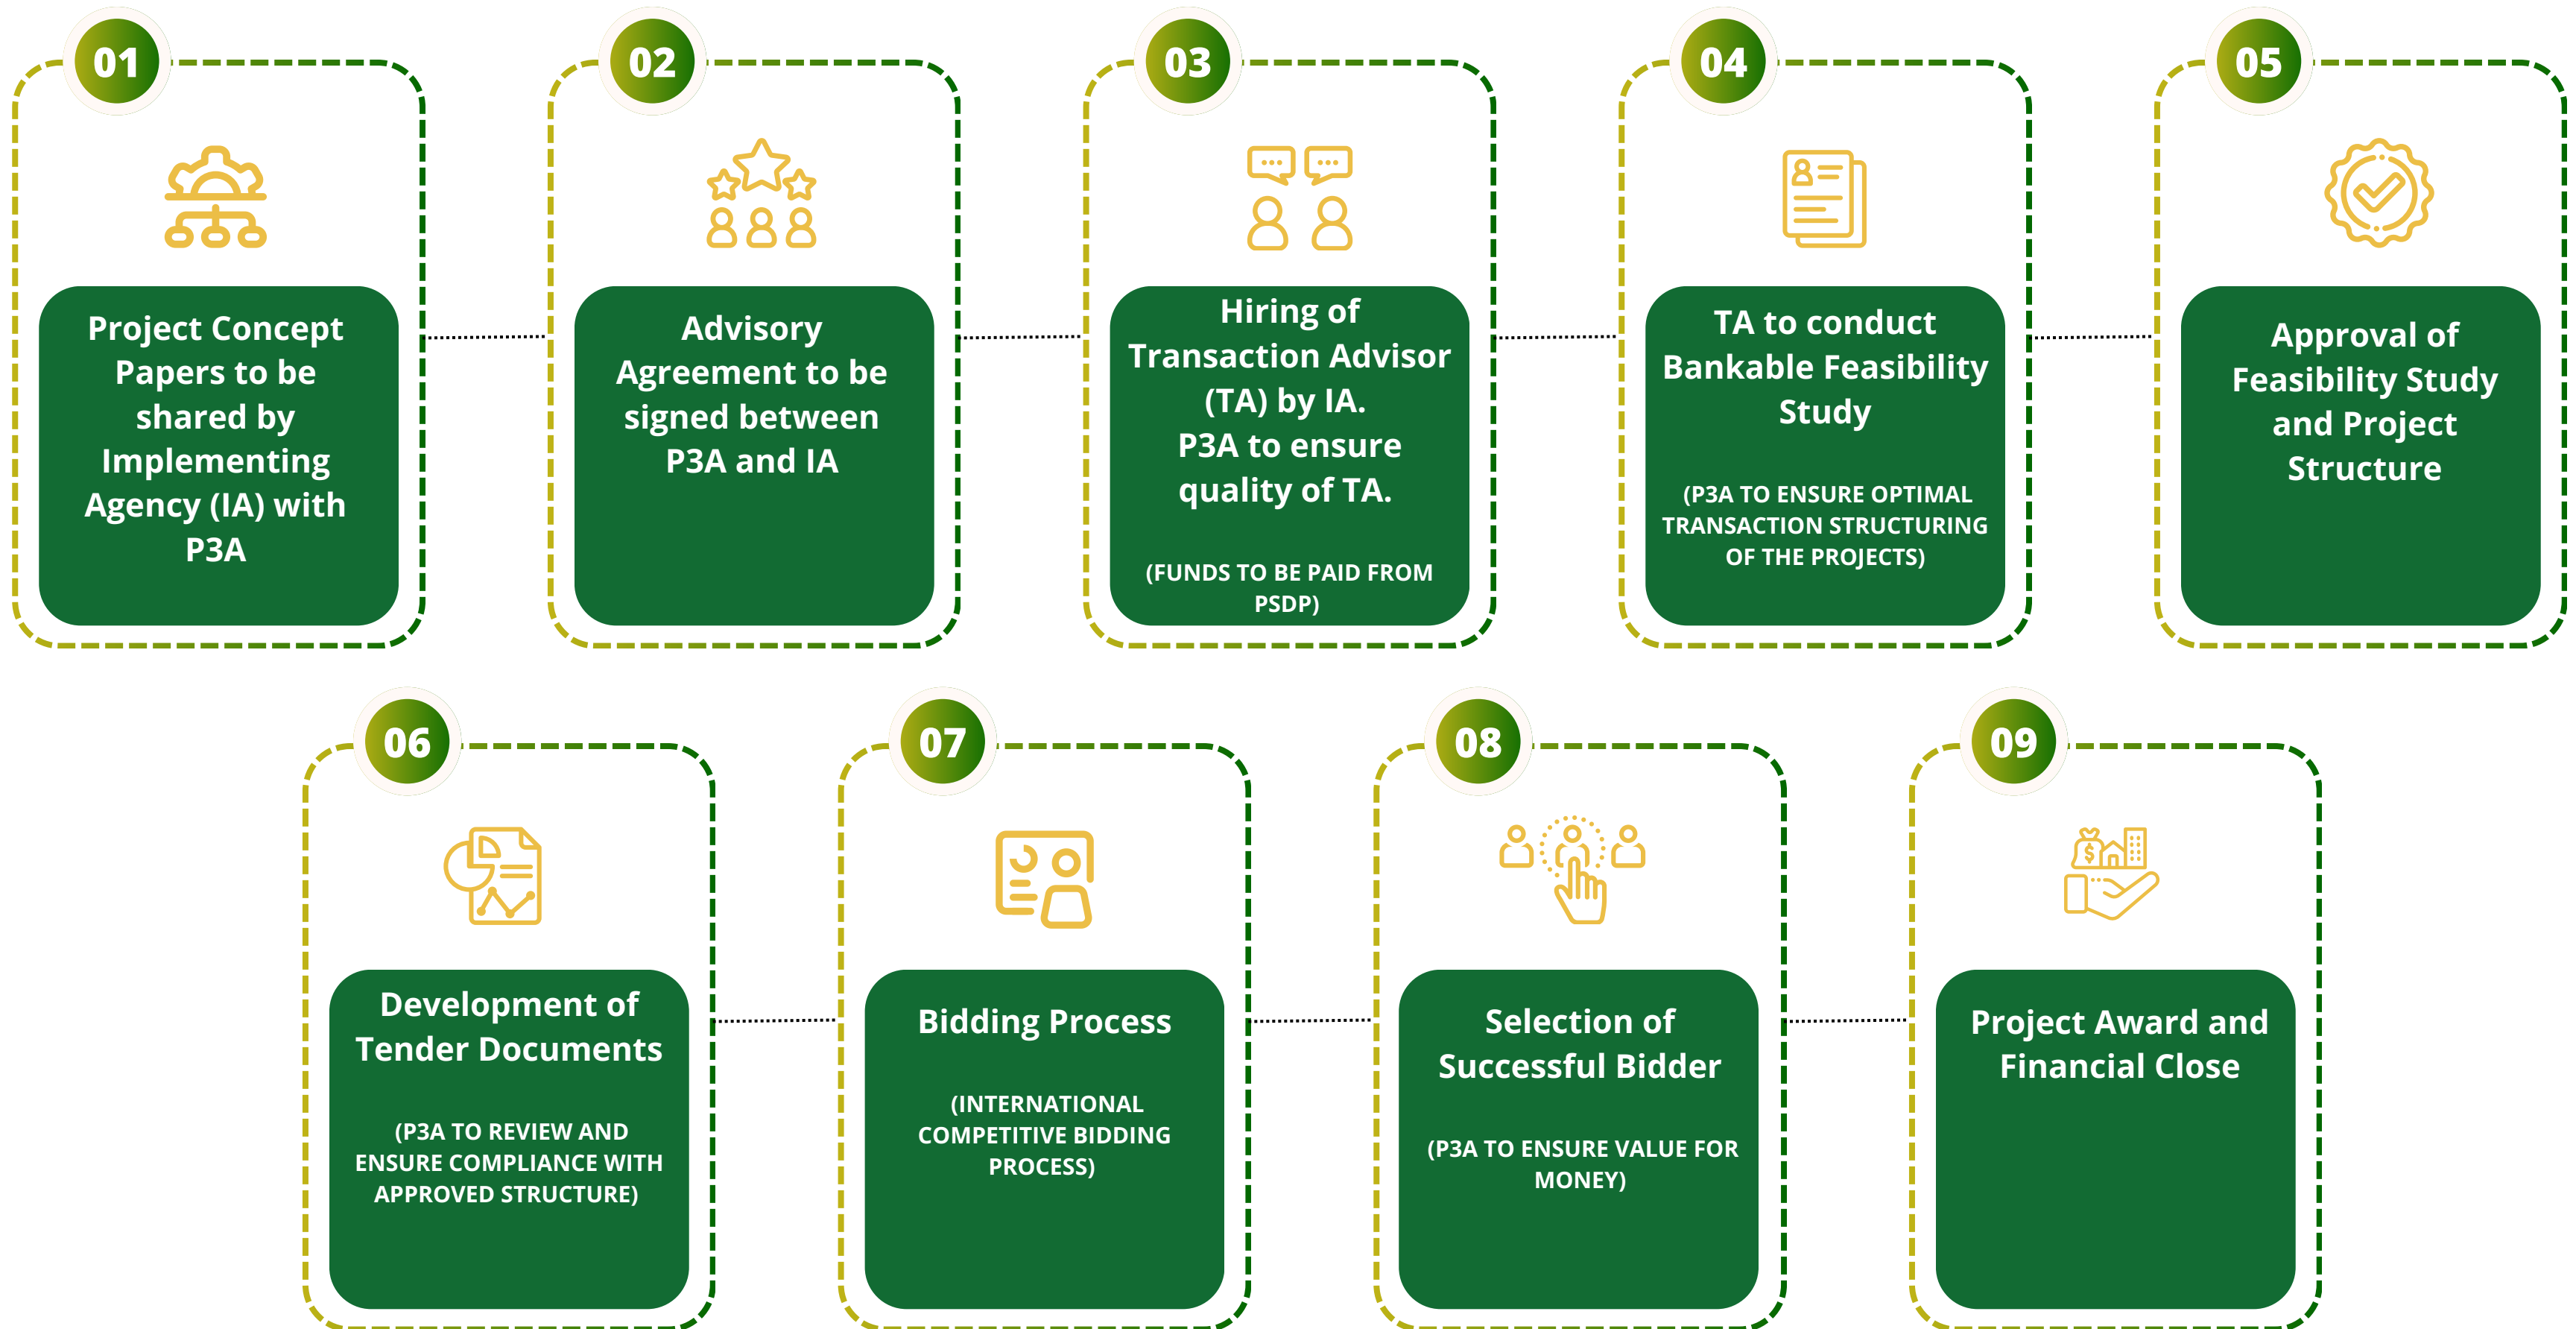 01
Project Concept
Papers to be
shared by
Implementing
Agency (IA) with
P3A
02
Advisory
Agreement to be
signed between
P3A and IA
03
Hiring of
Transaction Advisor
(TA) by IA.
P3A to ensure
quality of TA.
(FUNDS TO BE PAID FROM
PSDP)
04
TA to conduct
Bankable Feasibility
Study
(P3A TO ENSURE OPTIMAL
TRANSACTION STRUCTURING
OF THE PROJECTS)
05
Approval of
Feasibility Study
and Project
Structure
06
Development of
Tender Documents
(P3A TO REVIEW AND
ENSURE COMPLIANCE WITH
APPROVED STRUCTURE)
07
Bidding Process
(INTERNATIONAL
COMPETITIVE BIDDING
PROCESS)
08
Selection of
Successful Bidder
(P3A TO ENSURE VALUE FOR
MONEY)
09
Project Award and
Financial Close